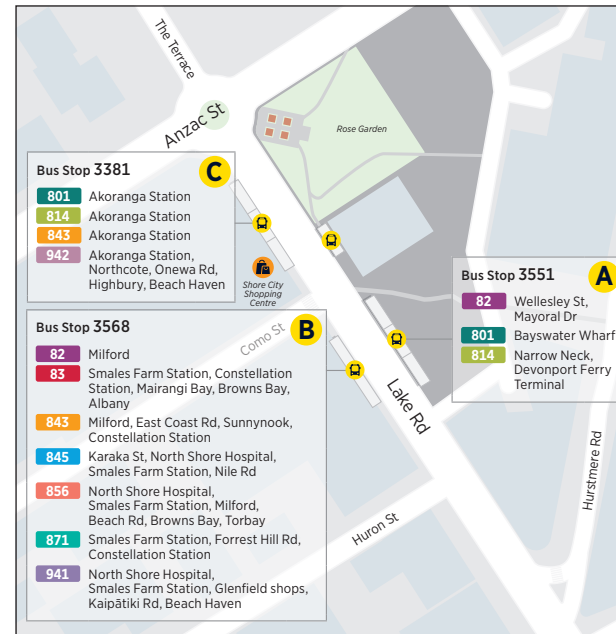 The Terrace
Anzac St
Rose Garden
Bus Stop 3381
C
801 Akoranga Station
814 Akoranga Station
843 Akoranga Station
942 Akoranga Station,
Northcote, Onewa Rd,
Highbury, Beach Haven
Shore City
Shopping
Centre
Bus Stop 3551
A
82 Wellesley St,
Mayoral Dr
801 Bayswater Wharf
814 Narrow Neck,
Devonport Ferry
Terminal
Bus Stop 3568
B
82 Milford
83 Smales Farm Station, Constellation
Station, Mairangi Bay, Browns Bay,
Albany
843 Milford, East Coast Rd, Sunnynook,
Constellation Station
845 Karaka St, North Shore Hospital,
Smales Farm Station, Nile Rd
856 North Shore Hospital,
Smales Farm Station, Milford,
Beach Rd, Browns Bay, Torbay
871 Smales Farm Station, Forrest Hill Rd,
Constellation Station
941 North Shore Hospital,
Smales Farm Station, Glenfield shops,
Kaipātiki Rd, Beach Haven
Como St
Lake Rd
Huron St
Hurstmere Rd